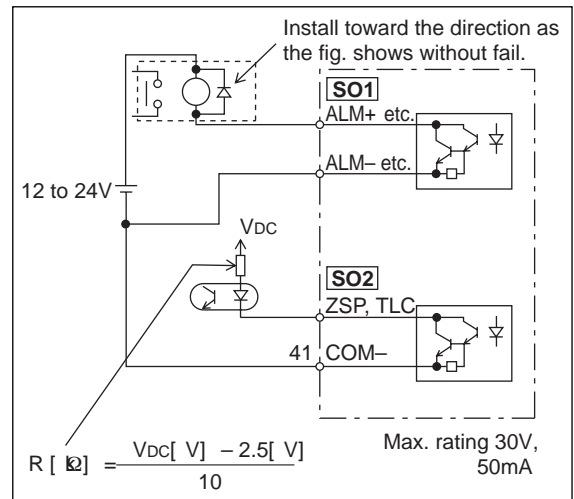 Install toward the direction as
the fig. shows without fail.
SO1
ALM+ etc.
ALM– etc.
12 to 24V
VDC
SO2
ZSP, TLC
41 COM–
R [ kΩ] = VDC[ V] – 2.5[ V]
10
Max. rating 30V,
50mA